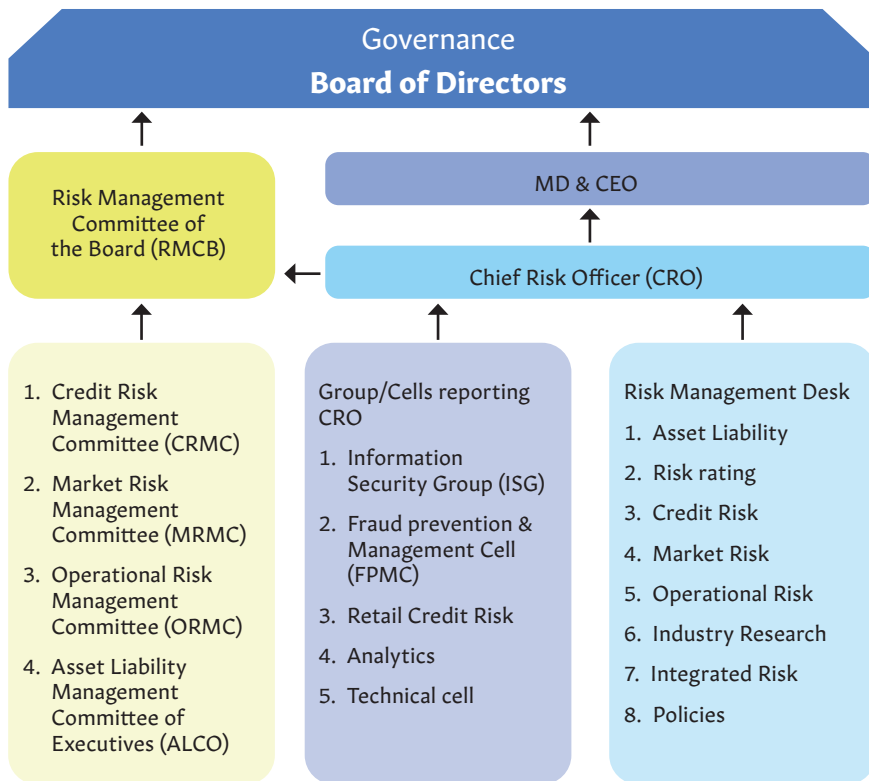 Governance
Board of Directors
Risk Management
Committee of
the Board (RMCB)
MD & CEO
Chief Risk Officer (CRO)
1. Credit Risk
Management
Committee (CRMC)
2. Market Risk
Management
Committee (MRMC)
3. Operational Risk
Management
Committee (ORMC)
4. Asset Liability
Management
Committee of
Executives (ALCO)
Group/Cells reporting
CRO
1. Information
Security Group (ISG)
2. Fraud prevention &
Management Cell
(FPMC)
3. Retail Credit Risk
4. Analytics
5. Technical cell
Risk Management Desk
1. Asset Liability
2. Risk rating
3. Credit Risk
4. Market Risk
5. Operational Risk
6. Industry Research
7. Integrated Risk
8. Policies